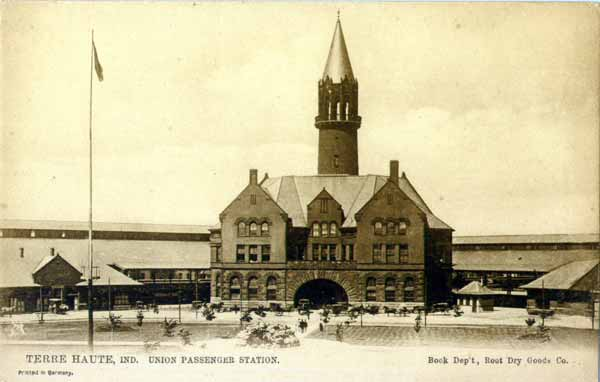 TERRE HAUTE, IND. UNION PASSENGER STATION. Book Dep't, Root Dry Goods Co.
Printed in Germany.